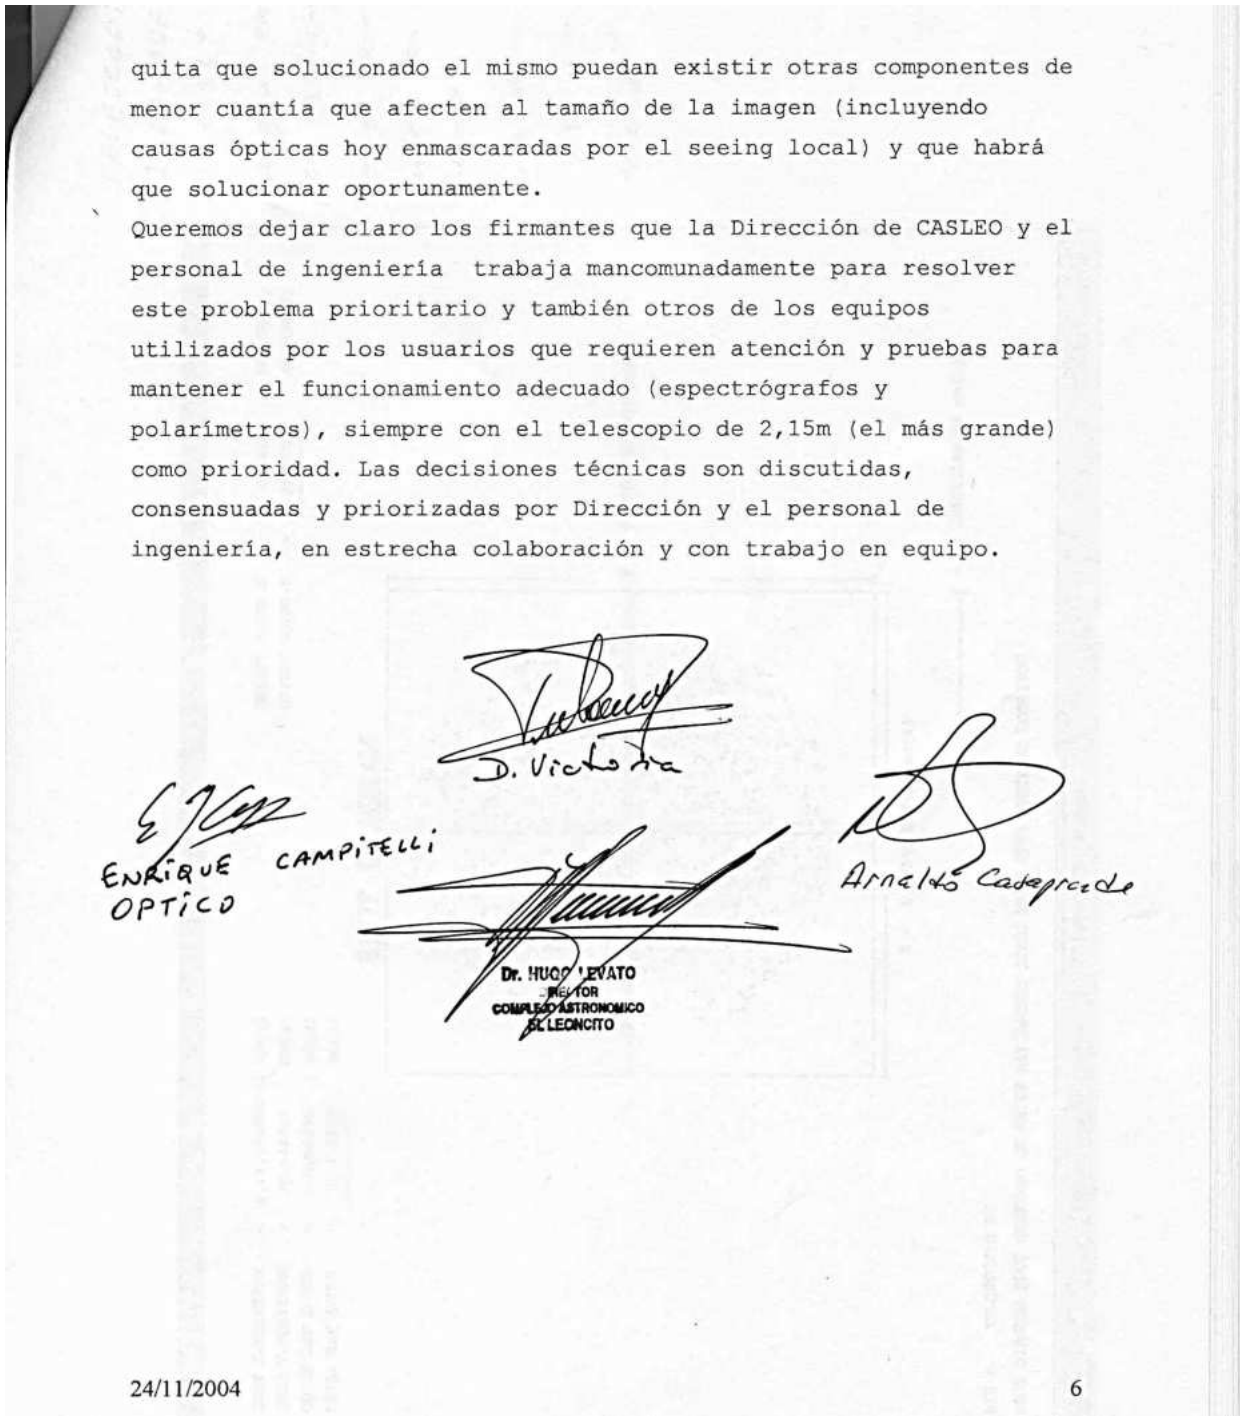 quita que solucionado el mismo puedan existir otras componentes de
menor cuantía que afecten al tamaño de la imagen (incluyendo
causas ópticas hoy enmascaradas por el seeing local) y que habrá
que solucionar oportunamente.
Queremos dejar claro los firmantes que la Dirección de CASLEO y el
personal de ingeniería trabaja mancomunadamente para resolver
este problema prioritario y también otros de los equipos
utilizados por los usuarios que requieren atención y pruebas para
mantener el funcionamiento adecuado (espectrógrafos y
polarímetros), siempre con el telescopio de 2,15m (el más grande)
como prioridad. Las decisiones técnicas son discutidas,
consensuadas y priorizadas por Dirección y el personal de
ingeniería, en estrecha colaboración y con trabajo en equipo.
D. Victoria
ENRIQUE CAMPITELLI
OPTICO
Arnaldo Casagrande
Dr. HUGO LEVATO
DIRECTOR
COMPLEJO ASTRONOMICO
EL LEONCITO
24/11/2004 6